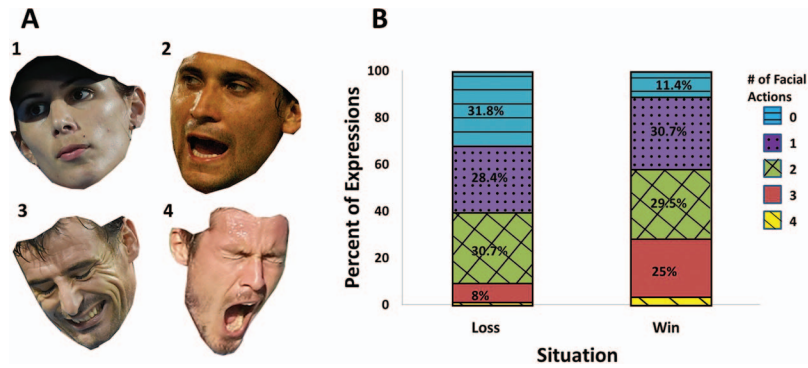 A
1
2
3
4
B
Percent of Expressions
100
80
60
40
20
0
31.8%
28.4%
30.7%
8%
11.4%
30.7%
29.5%
25%
Loss
Win
Situation
# of Facial
Actions
0
1
2
3
4